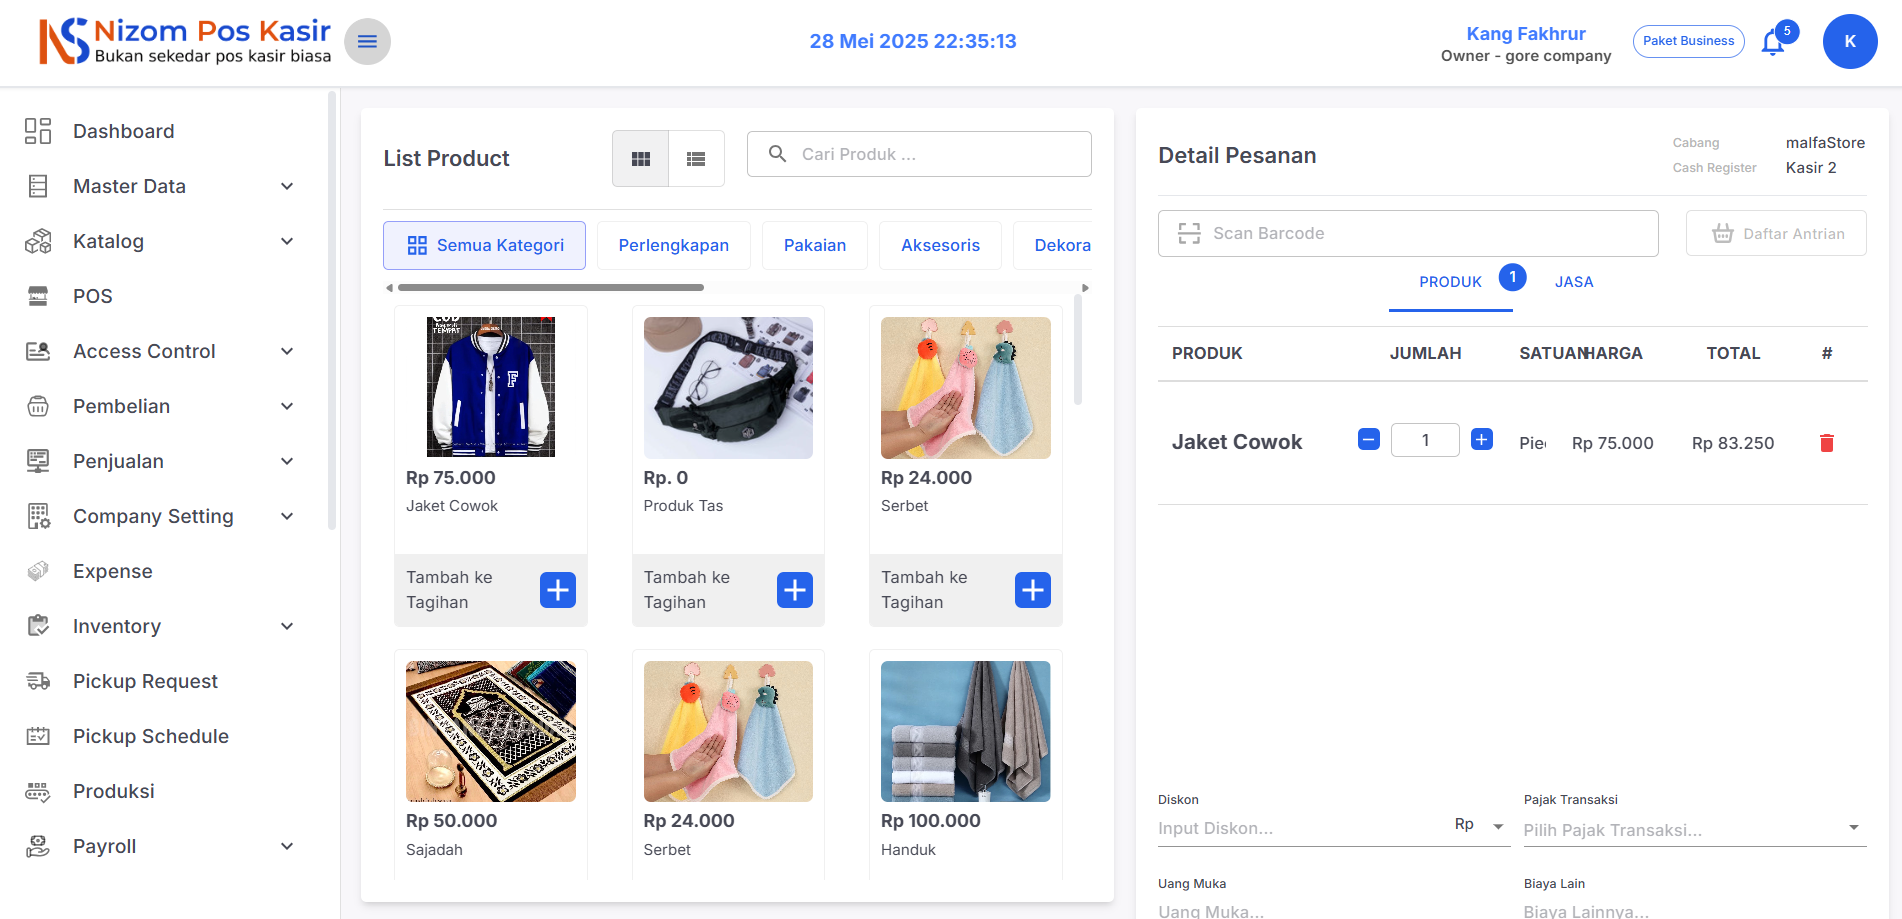 Nizom Pos Kasir
Bukan sekedar pos kasir biasa
28 Mei 2025 22:35:13
Kang Fakhrur
Owner - gore company
Paket Business
5
K
Dashboard
Master Data
Katalog
POS
Access Control
Pembelian
Penjualan
Company Setting
Expense
Inventory
Pickup Request
Pickup Schedule
Produksi
Payroll
List Product
Cari Produk ...
Semua Kategori
Perlengkapan
Pakaian
Aksesoris
Dekora
TEMPAT
F
Rp 75.000
Jaket Cowok
Tambah ke
Tagihan
Rp. 0
Produk Tas
Tambah ke
Tagihan
Rp 24.000
Serbet
Tambah ke
Tagihan
Rp 50.000
Sajadah
Rp 24.000
Serbet
Rp 100.000
Handuk
Detail Pesanan
Cabang malfaStore
Cash Register Kasir 2
Scan Barcode
Daftar Antrian
PRODUK 1 JASA
PRODUK JUMLAH SATUAN HARGA TOTAL #
Jaket Cowok 1 Piec Rp 75.000 Rp 83.250
Diskon
Input Diskon... Rp
Pajak Transaksi
Pilih Pajak Transaksi...
Uang Muka
Uang Muka...
Biaya Lain
Biaya Lainnya...